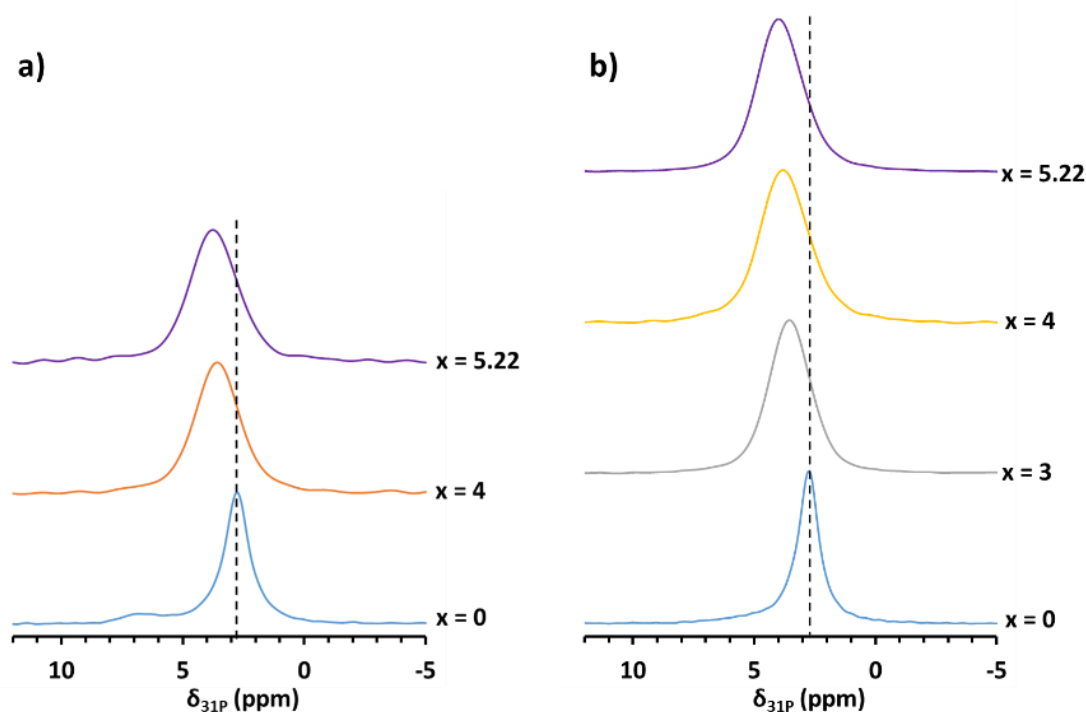 a)
x = 5.22
x = 4
x = 0
10 5 0 -5
δ31P (ppm)
b)
x = 5.22
x = 4
x = 3
x = 0
10 5 0 -5
δ31P (ppm)